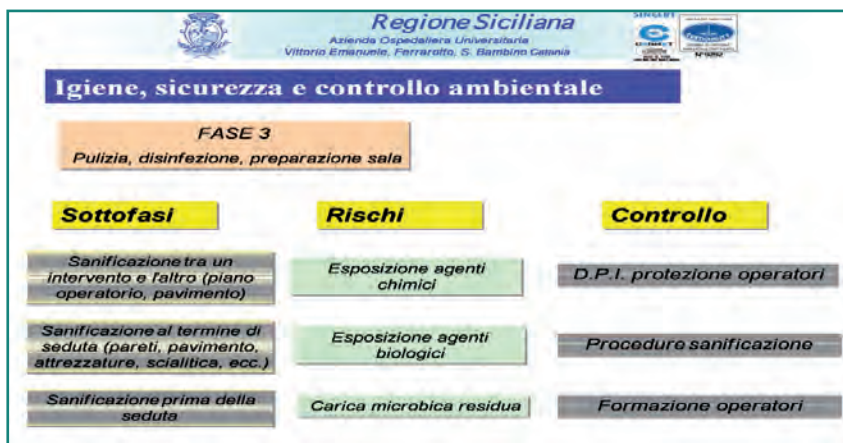 Regione Siciliana
Azienda Ospedaliera Universitaria
Vittorio Emanuele, Ferrarotto, S. Bambino Catania
Igiene, sicurezza e controllo ambientale
FASE 3
Pulizia, disinfezione, preparazione sala
Sottofasi
Rischi
Controllo
Sanificazione tra un
intervento e l'altro (piano
operatorio, pavimento)
Esposizione agenti
chimici
D.P.I. protezione operatori
Sanificazione al termine di
seduta (pareti, pavimento,
attrezzature, scialitica, ecc.)
Esposizione agenti
biologici
Procedure sanificazione
Sanificazione prima della
seduta
Carica microbica residua
Formazione operatori